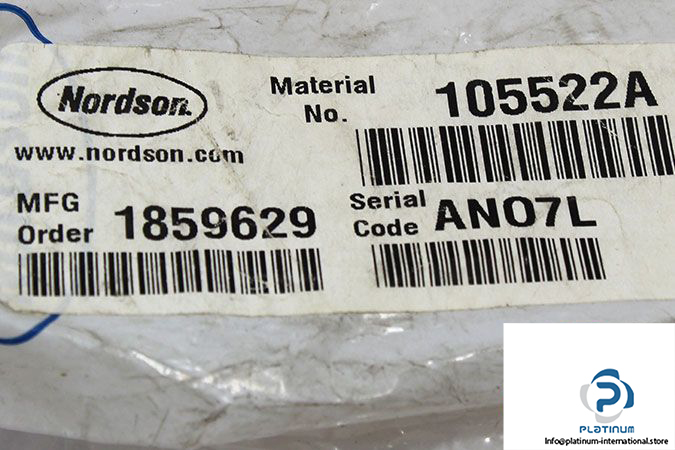 Nordson
www.nordson.com
Material No.
105522A
MFG Order
1859629
Serial Code
AN07L
PLATINUM
Info@platinum-international.store